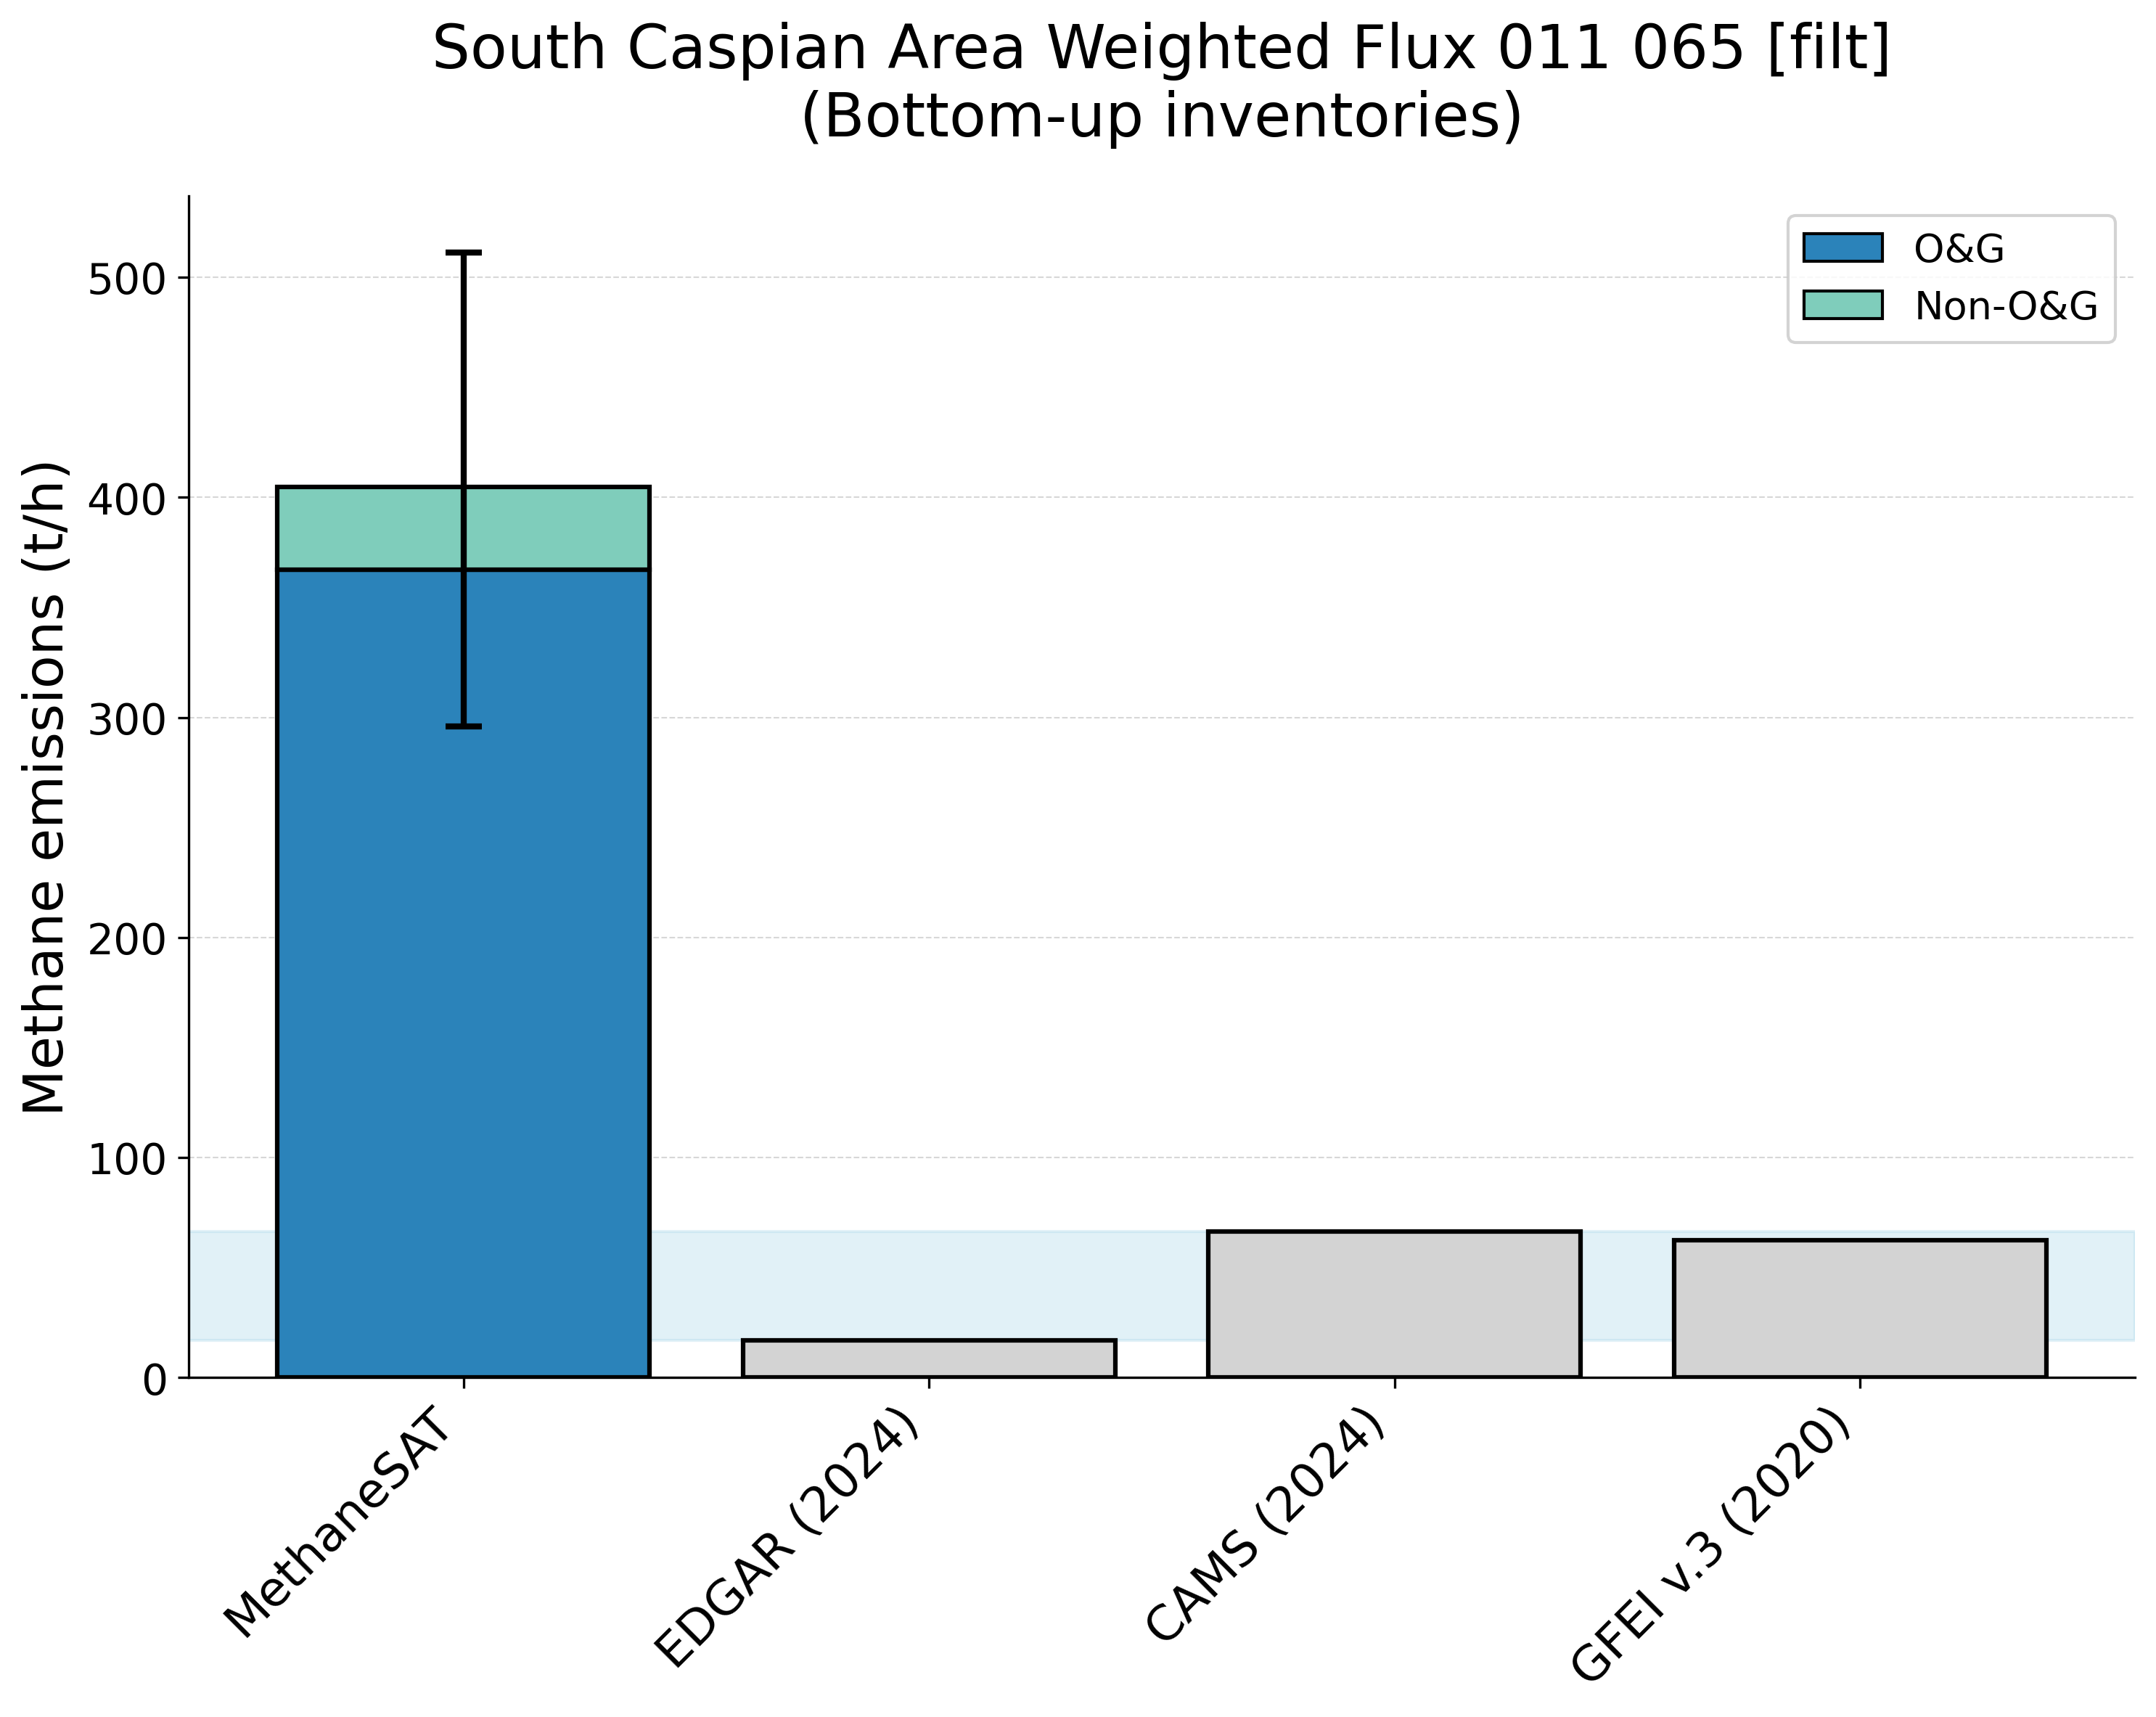 South Caspian Area Weighted Flux 011 065 [filt]
(Bottom-up inventories)
O&G
Non-O&G
Methane emissions (t/h)
500
400
300
200
100
0
MethaneSAT
EDGAR (2024)
CAMS (2024)
GFEI v.3 (2020)